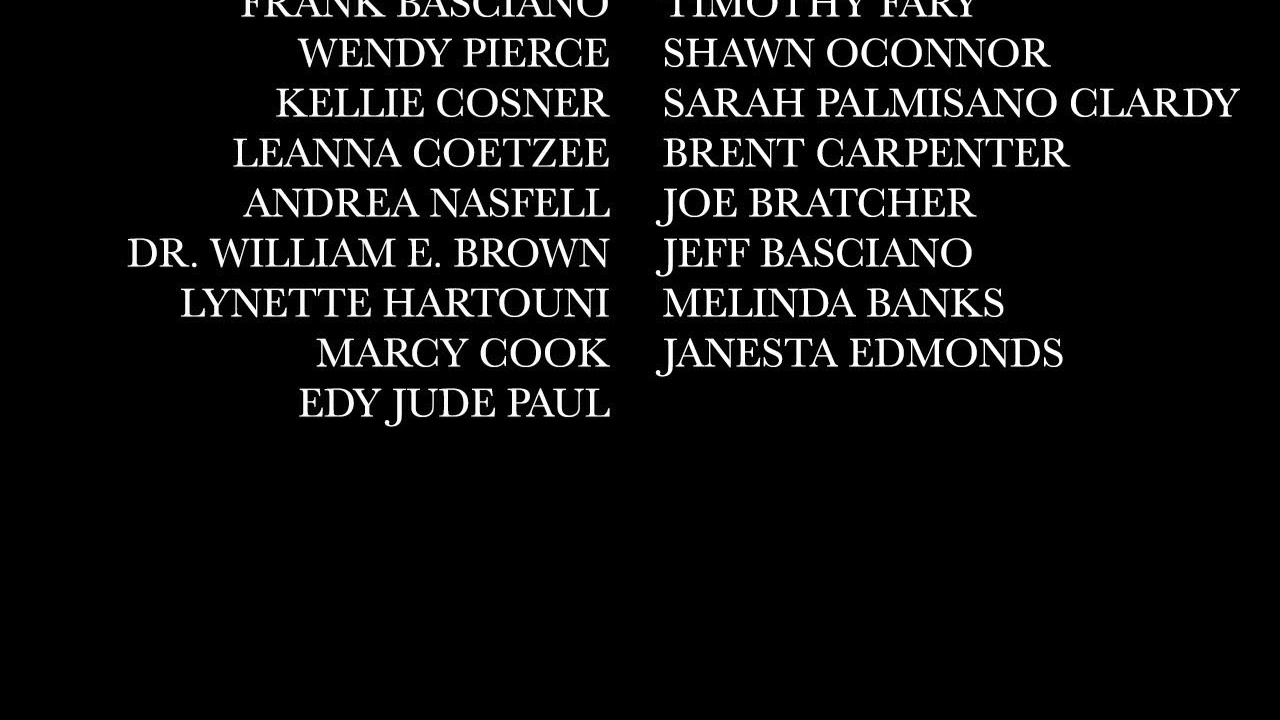 FRANK BASCIANO TIMOTHY FARY
WENDY PIERCE SHAWN OCONNOR
KELLIE COSNER SARAH PALMISANO CLARDY
LEANNA COETZEE BRENT CARPENTER
ANDREA NASFELL JOE BRATCHER
DR. WILLIAM E. BROWN JEFF BASCIANO
LYNETTE HARTOUNI MELINDA BANKS
MARCY COOK JANESTA EDMONDS
EDY JUDE PAUL